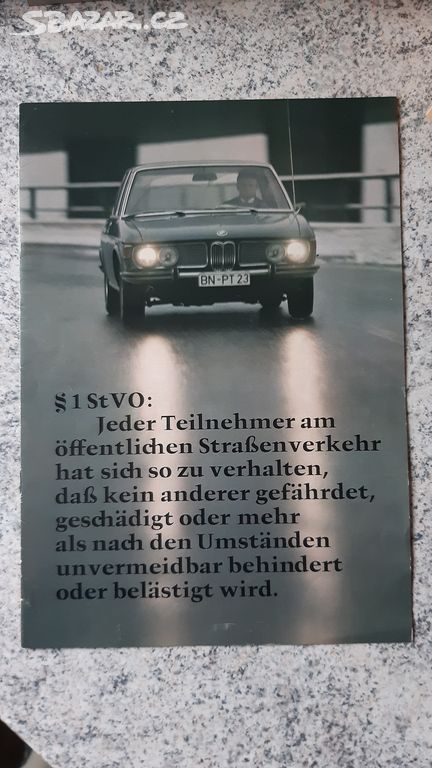 SBAZAR.CZ
BN-PT 23
§ 1 StVO:
Jeder Teilnehmer am
öffentlichen Straßenverkehr
hat sich so zu verhalten,
daß kein anderer gefährdet,
geschädigt oder mehr
als nach den Umständen
unvermeidbar behindert
oder belästigt wird.